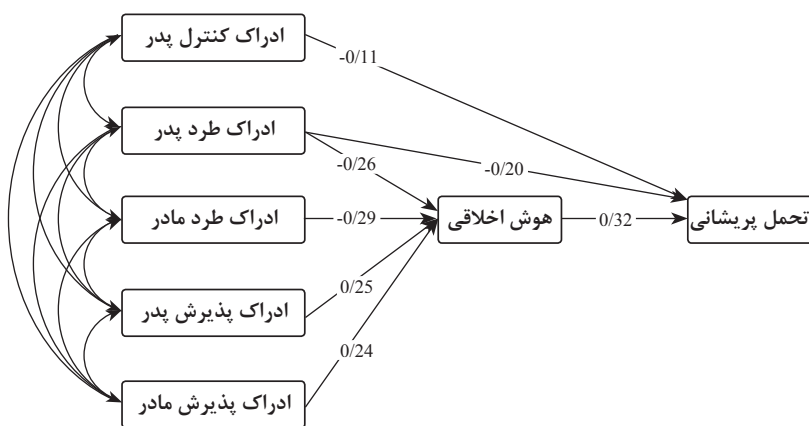 ادراک کنترل پدر
-0/11
ادراک طرد پدر
-0/26
-0/20
ادراک طرد مادر
-0/29
هوش اخلاقی
0/32
تحمل پریشانی
ادراک پذیرش پدر
0/25
ادراک پذیرش مادر
0/24